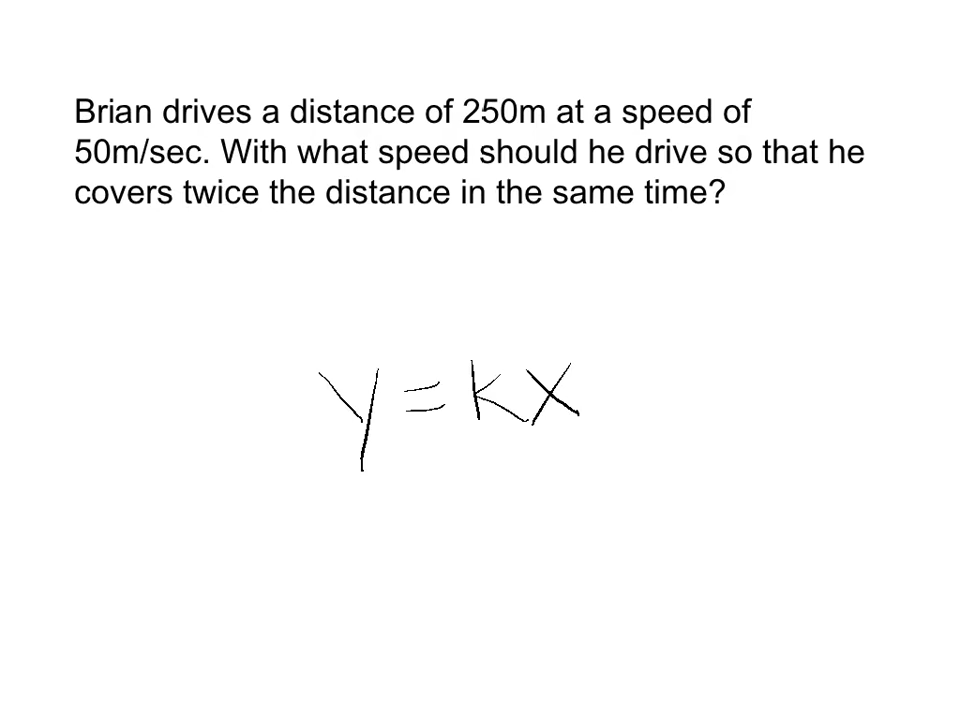 Brian drives a distance of 250m at a speed of
50m/sec. With what speed should he drive so that he
covers twice the distance in the same time?
y=kx